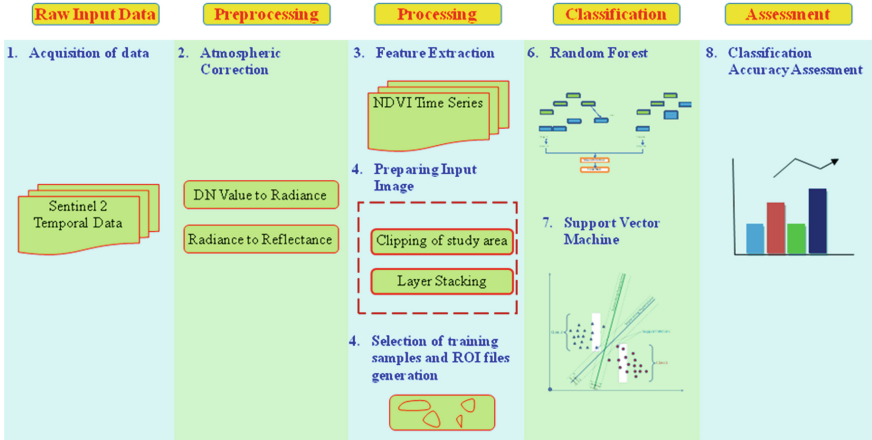 Raw Input Data
Preprocessing
Processing
Classification
Assessment
1. Acquisition of data
Sentinel 2
Temporal Data
2. Atmospheric
Correction
DN Value to Radiance
Radiance to Reflectance
3. Feature Extraction
NDVI Time Series
4. Preparing Input
Image
Clipping of study area
Layer Stacking
4. Selection of training
samples and ROI files
generation
6. Random Forest
7. Support Vector
Machine
8. Classification
Accuracy Assessment